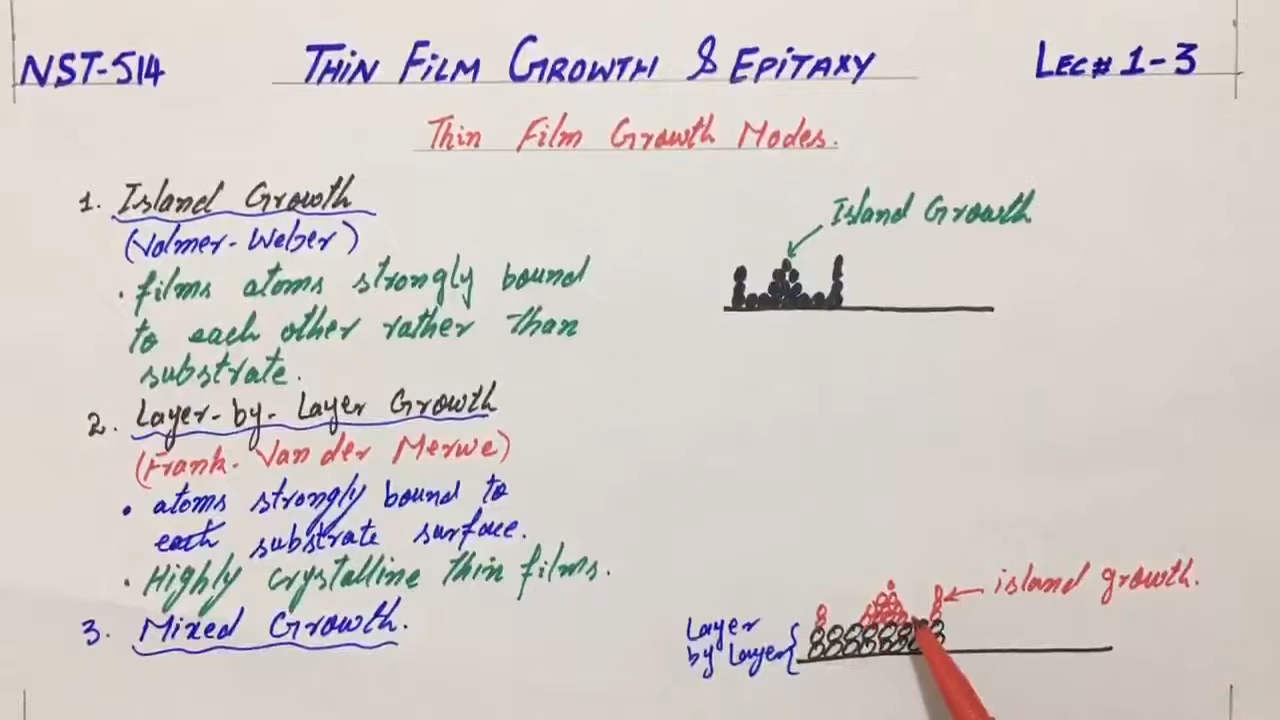 NST-514
THIN FILM GROWTH & EPITAXY
LEC# 1-3
Thin Film Growth Modes.
1. Island Growth
(Volmer-Weber)
• films atoms strongly bound
to each other rather than
substrate.
2. Layer-by-Layer Growth
(Frank-Van der Merwe)
• atoms strongly bound to
each substrate surface.
• Highly crystalline thin films.
3. Mixed Growth.
Island Growth
island growth.
Layer
by Layer